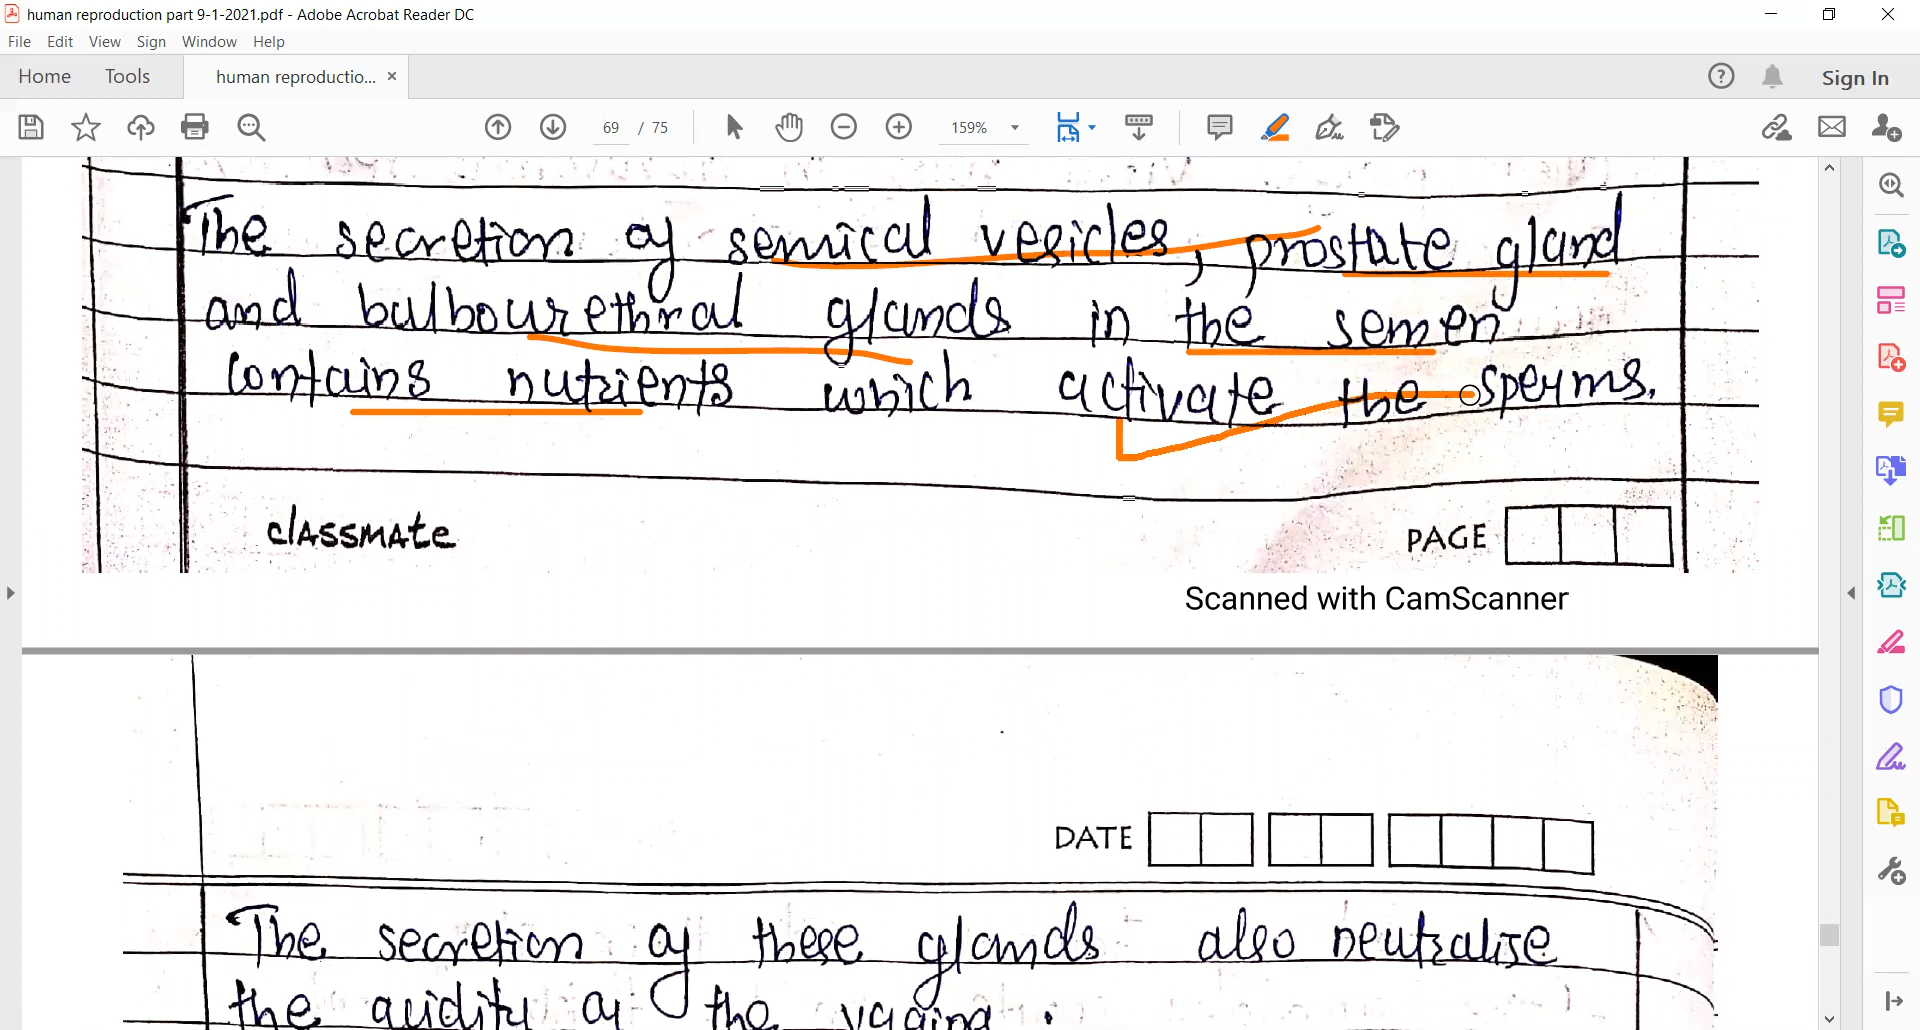 human reproduction part 9-1-2021.pdf - Adobe Acrobat Reader DC
File Edit View Sign Window Help
Home Tools human reproductio... × Sign In
69 / 75 159%
The secretion of semical vesicles, prostate gland
and bulbourethral glands in the semen
contains nutrients which activate the sperms.
classmate
PAGE
Scanned with CamScanner
DATE
The secretion of these glands also neutralise
the acidity of the vagina.